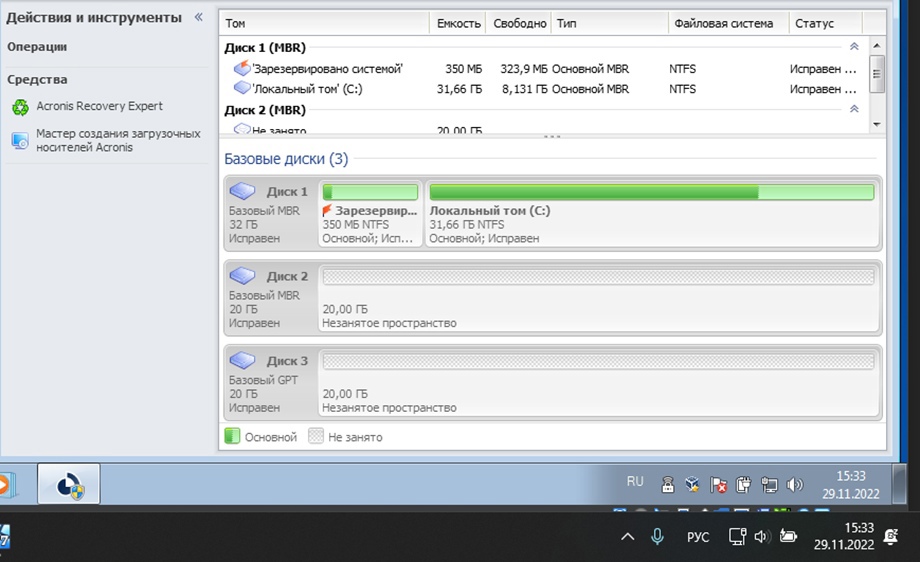 Действия и инструменты «
Операции
Средства
Acronis Recovery Expert
Мастер создания загрузочных
носителей Acronis
Том Емкость Свободно Тип Файловая система Статус
Диск 1 (MBR)
'Зарезервировано системой' 350 МБ 323,9 МБ Основной MBR NTFS Исправен ...
'Локальный том' (C:) 31,66 ГБ 8,131 ГБ Основной MBR NTFS Исправен ...
Диск 2 (MBR)
Не занято 20,00 ГБ
Базовые диски (3)
Диск 1
Базовый MBR
32 ГБ
Исправен
Зарезервир...
350 МБ NTFS
Основной; Исп...
Локальный том (C:)
31,66 ГБ NTFS
Основной; Исправен
Диск 2
Базовый MBR
20 ГБ
Исправен
20,00 ГБ
Незанятое пространство
Диск 3
Базовый GPT
20 ГБ
Исправен
20,00 ГБ
Незанятое пространство
Основной Не занято
RU
15:33
29.11.2022
РУС
15:33
29.11.2022